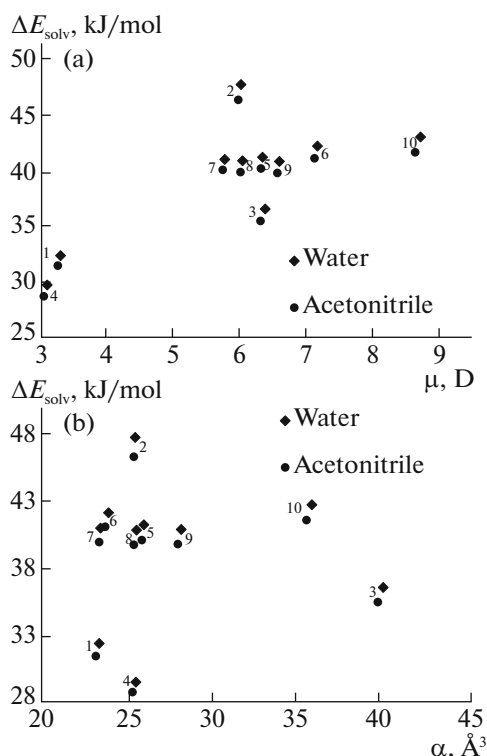 ΔE_solv, kJ/mol
50
(a)
2
45
10
6
7
8
5
9
40
3
35
1
Water
30
4
Acetonitrile
25
3 4 5 6 7 8 9
μ, D
ΔE_solv, kJ/mol
(b)
Water
48
2
Acetonitrile
43
6
10
7
8
5
9
38
3
33
1
4
28
20 25 30 35 40 45
α, Å³